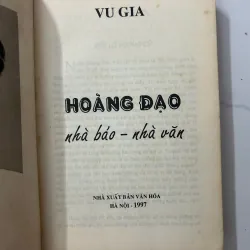 VU GIA
HOÀNG ĐẠO
nhà báo - nhà văn
NHÀ XUẤT BẢN VĂN HÓA
HÀ NỘI - 1997